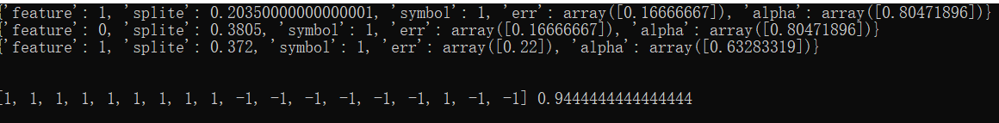 {'feature': 1, 'splite': 0.20350000000000001, 'symbol': 1, 'err': array([0.16666667]), 'alpha': array([0.80471896])}
{'feature': 0, 'splite': 0.3805, 'symbol': 1, 'err': array([0.16666667]), 'alpha': array([0.80471896])}
{'feature': 1, 'splite': 0.372, 'symbol': 1, 'err': array([0.22]), 'alpha': array([0.63283319])}
[1, 1, 1, 1, 1, 1, 1, 1, 1, -1, -1, -1, -1, -1, -1, 1, -1, -1] 0.9444444444444444